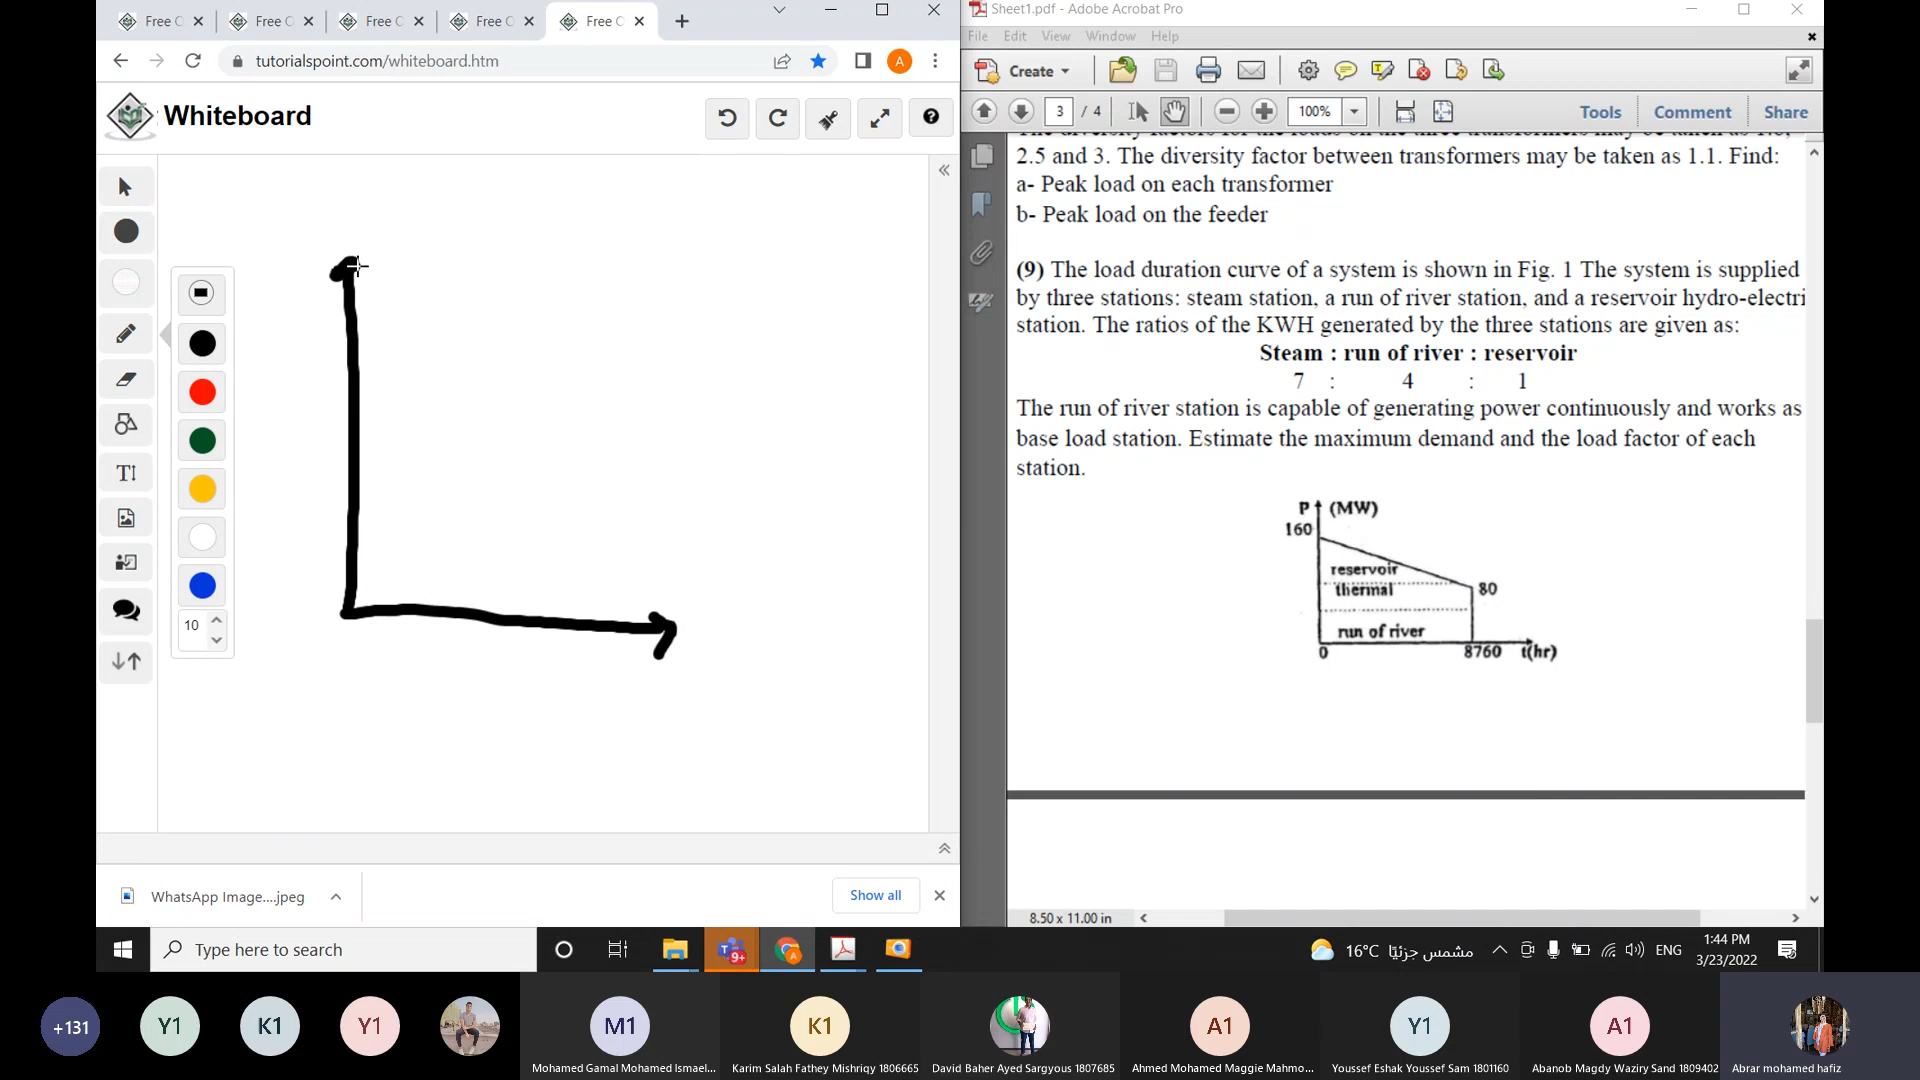 Free O
Free O
Free O
Free O
Free O
tutorialspoint.com/whiteboard.htm
A
Whiteboard
10
WhatsApp Image....jpeg
Show all
Sheet1.pdf - Adobe Acrobat Pro
File Edit View Window Help
Create
3 / 4
100%
Tools
Comment
Share
2.5 and 3. The diversity factor between transformers may be taken as 1.1. Find:
a- Peak load on each transformer
b- Peak load on the feeder
(9) The load duration curve of a system is shown in Fig. 1 The system is supplied
by three stations: steam station, a run of river station, and a reservoir hydro-electri
station. The ratios of the KWH generated by the three stations are given as:
Steam : run of river : reservoir
7 : 4 : 1
The run of river station is capable of generating power continuously and works as
base load station. Estimate the maximum demand and the load factor of each
station.
P (MW)
160
reservoir
thermal
80
run of river
0
8760 t(hr)
8.50 x 11.00 in
Type here to search
9+
16°C مشمس جزئيًا
ENG
1:44 PM
3/23/2022
+131
Y1
K1
Y1
M1
K1
A1
Y1
A1
Mohamed Gamal Mohamed Ismael...
Karim Salah Fathey Mishriqy 1806665
David Baher Ayed Sargyous 1807685
Ahmed Mohamed Maggie Mahmo...
Youssef Eshak Youssef Sam 1801160
Abanob Magdy Waziry Sand 1809402
Abrar mohamed hafiz